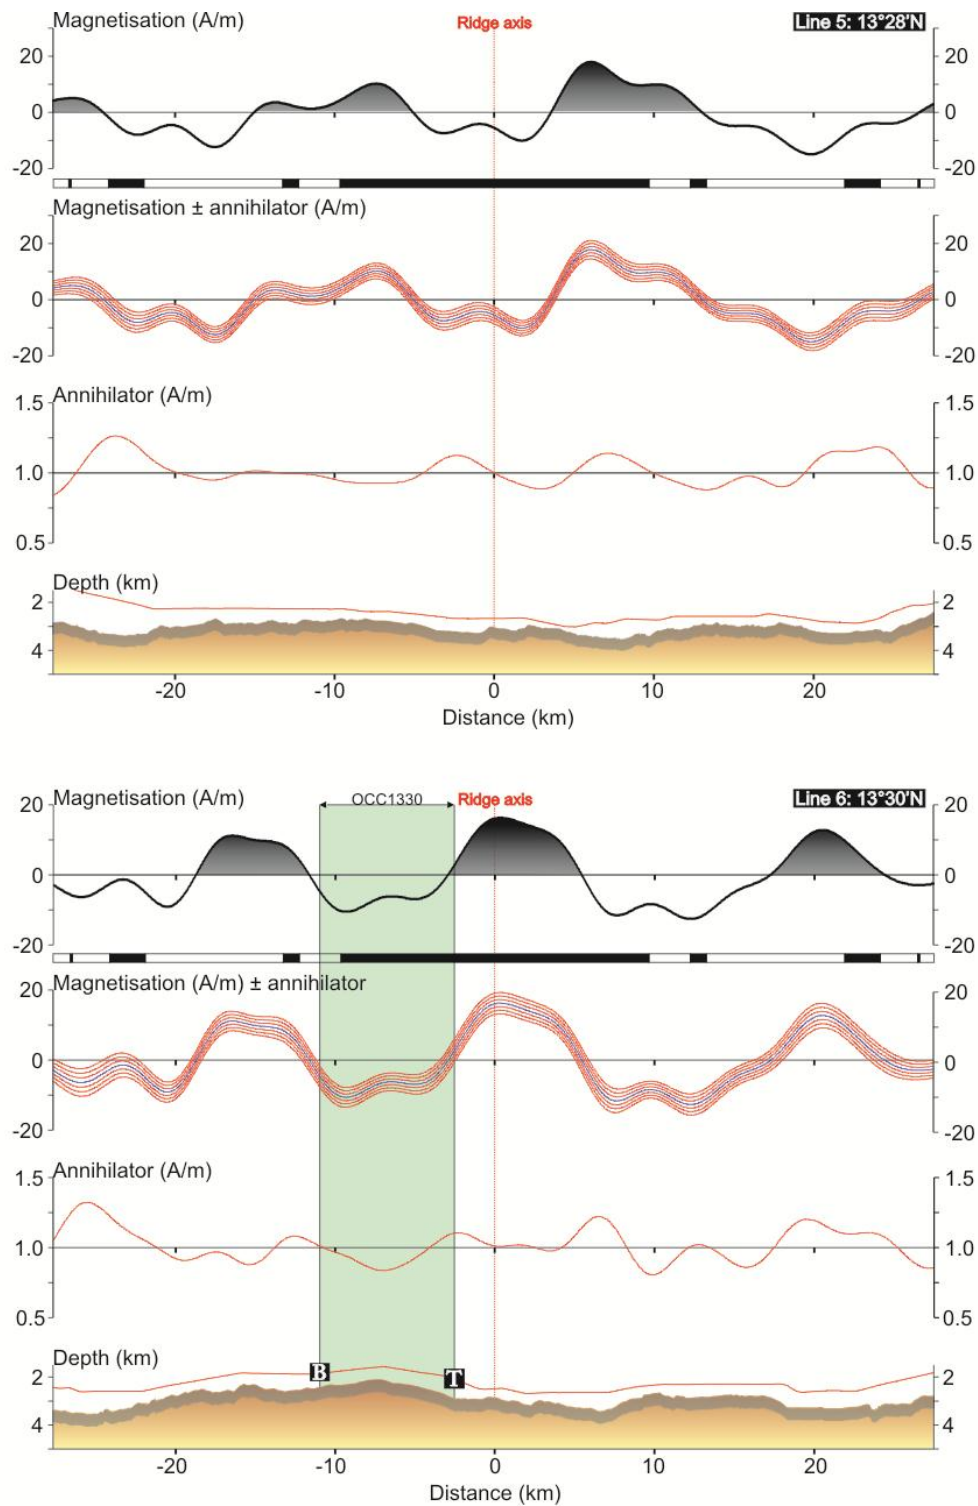 Magnetisation (A/m) Ridge axis Line 5: 13°28'N
20 20
0 0
-20 -20
Magnetisation ± annihilator (A/m)
20 20
0 0
-20 -20
Annihilator (A/m)
1.5 1.5
1.0 1.0
0.5 0.5
Depth (km)
2 2
4 4
-20 -10 0 10 20
Distance (km)
Magnetisation (A/m) OCC1330 Ridge axis Line 6: 13°30'N
20 20
0 0
-20 -20
Magnetisation (A/m) ± annihilator
20 20
0 0
-20 -20
Annihilator (A/m)
1.5 1.5
1.0 1.0
0.5 0.5
Depth (km)
2 B T 2
4 4
-20 -10 0 10 20
Distance (km)